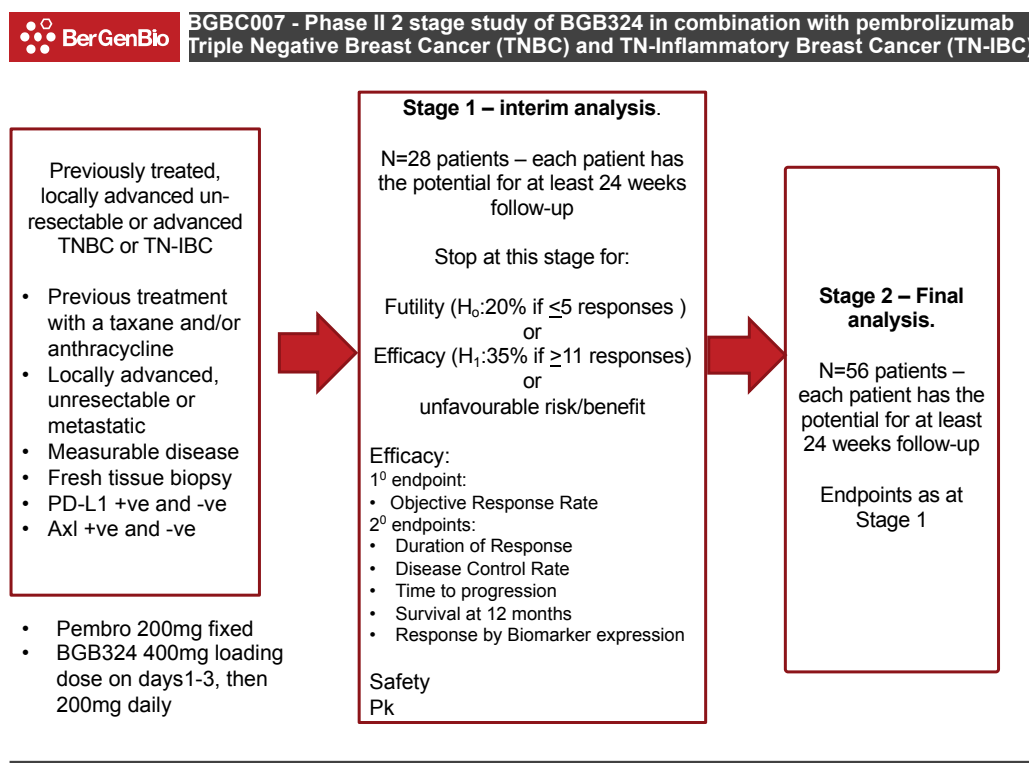 BerGenBio
BGBC007 - Phase II 2 stage study of BGB324 in combination with pembrolizumab
Triple Negative Breast Cancer (TNBC) and TN-Inflammatory Breast Cancer (TN-IBC)
Previously treated,
locally advanced un-
resectable or advanced
TNBC or TN-IBC
• Previous treatment
with a taxane and/or
anthracycline
• Locally advanced,
unresectable or
metastatic
• Measurable disease
• Fresh tissue biopsy
• PD-L1 +ve and -ve
• Axl +ve and -ve
• Pembro 200mg fixed
• BGB324 400mg loading
dose on days1-3, then
200mg daily
Stage 1 – interim analysis.
N=28 patients – each patient has
the potential for at least 24 weeks
follow-up
Stop at this stage for:
Futility (Ho:20% if ≤5 responses )
or
Efficacy (H1:35% if ≥11 responses)
or
unfavourable risk/benefit
Efficacy:
1⁰ endpoint:
• Objective Response Rate
2⁰ endpoints:
• Duration of Response
• Disease Control Rate
• Time to progression
• Survival at 12 months
• Response by Biomarker expression
Safety
Pk
Stage 2 – Final
analysis.
N=56 patients –
each patient has the
potential for at least
24 weeks follow-up
Endpoints as at
Stage 1